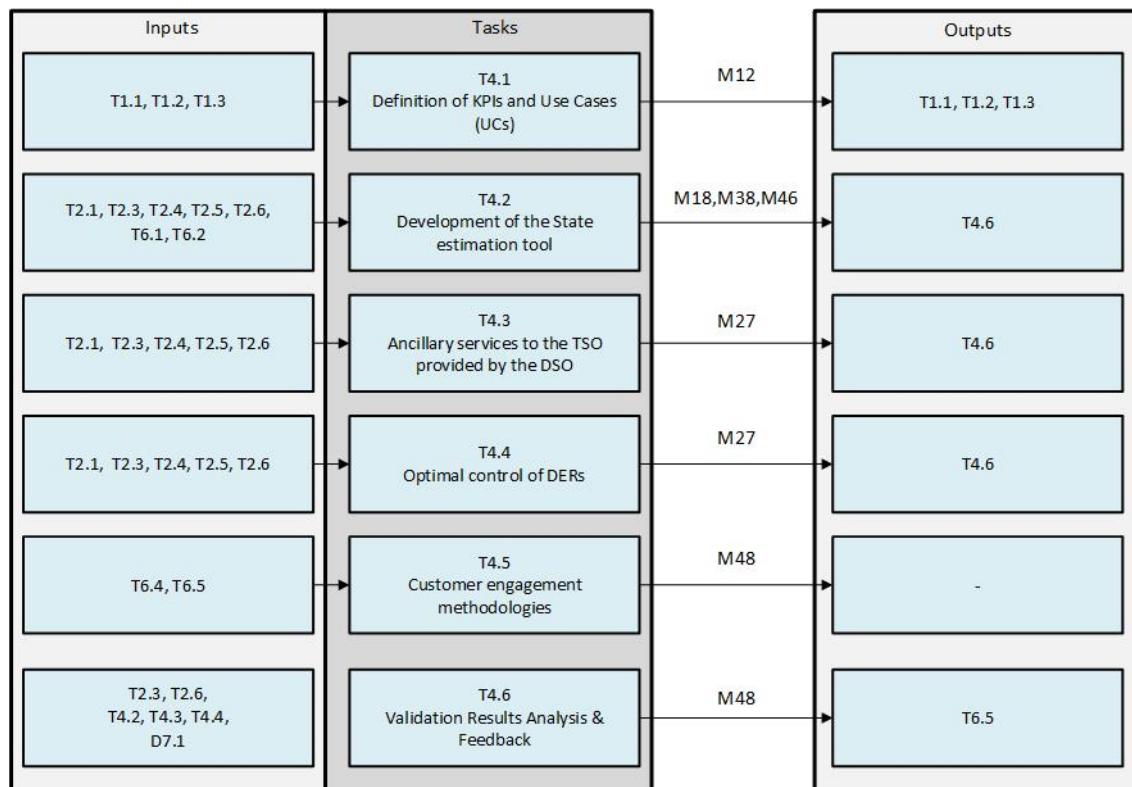 Inputs
Tasks
Outputs
T1.1, T1.2, T1.3
T4.1
Definition of KPIs and Use Cases
(UCs)
M12
T1.1, T1.2, T1.3
T2.1, T2.3, T2.4, T2.5, T2.6,
T6.1, T6.2
T4.2
Development of the State
estimation tool
M18,M38,M46
T4.6
T2.1, T2.3, T2.4, T2.5, T2.6
T4.3
Ancillary services to the TSO
provided by the DSO
M27
T4.6
T2.1, T2.3, T2.4, T2.5, T2.6
T4.4
Optimal control of DERs
M27
T4.6
T6.4, T6.5
T4.5
Customer engagement
methodologies
M48
-
T2.3, T2.6,
T4.2, T4.3, T4.4,
D7.1
T4.6
Validation Results Analysis &
Feedback
M48
T6.5